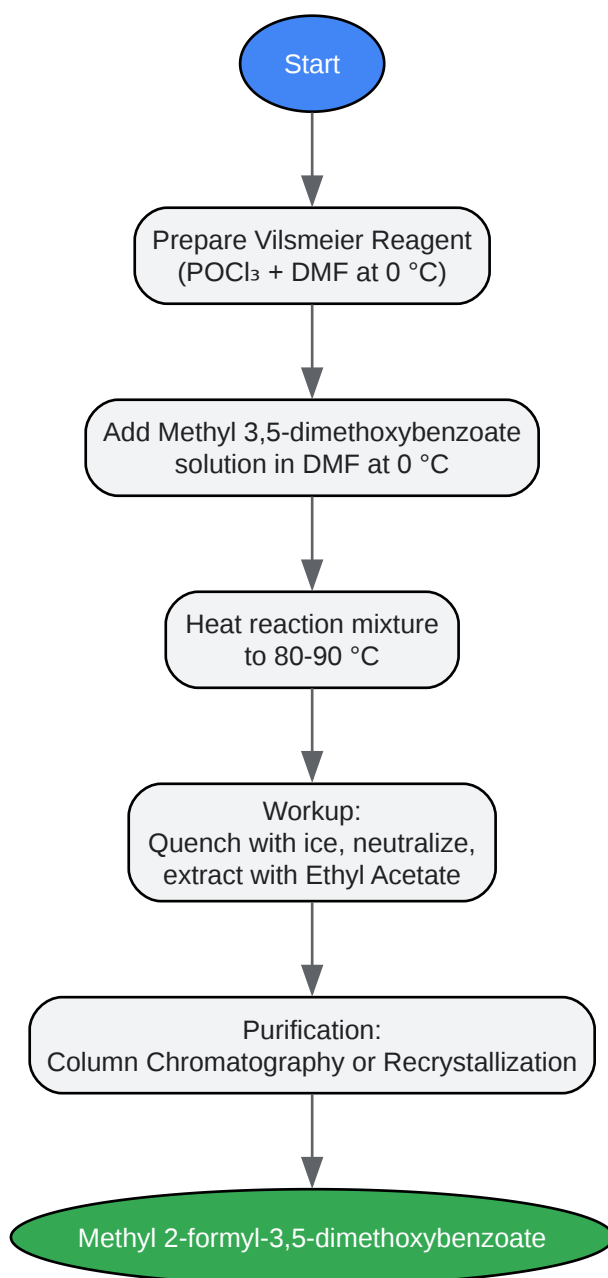 Start
Prepare Vilsmeier Reagent
(POCl₃ + DMF at 0 °C)
Add Methyl 3,5-dimethoxybenzoate
solution in DMF at 0 °C
Heat reaction mixture
to 80-90 °C
Workup:
Quench with ice, neutralize,
extract with Ethyl Acetate
Purification:
Column Chromatography or Recrystallization
Methyl 2-formyl-3,5-dimethoxybenzoate